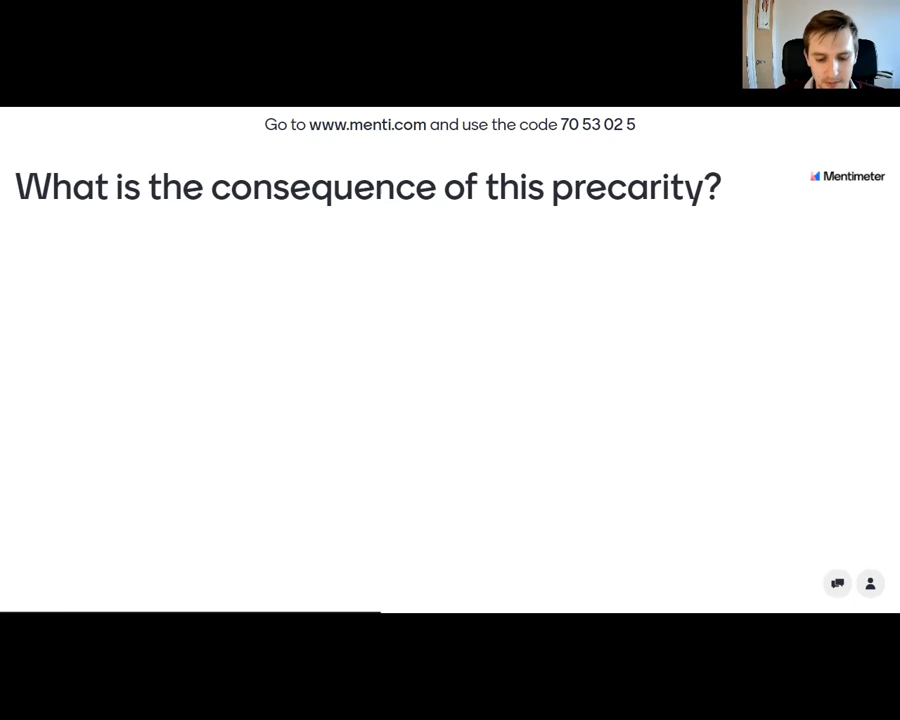 Go to www.menti.com and use the code 70 53 02 5
What is the consequence of this precarity?
Mentimeter